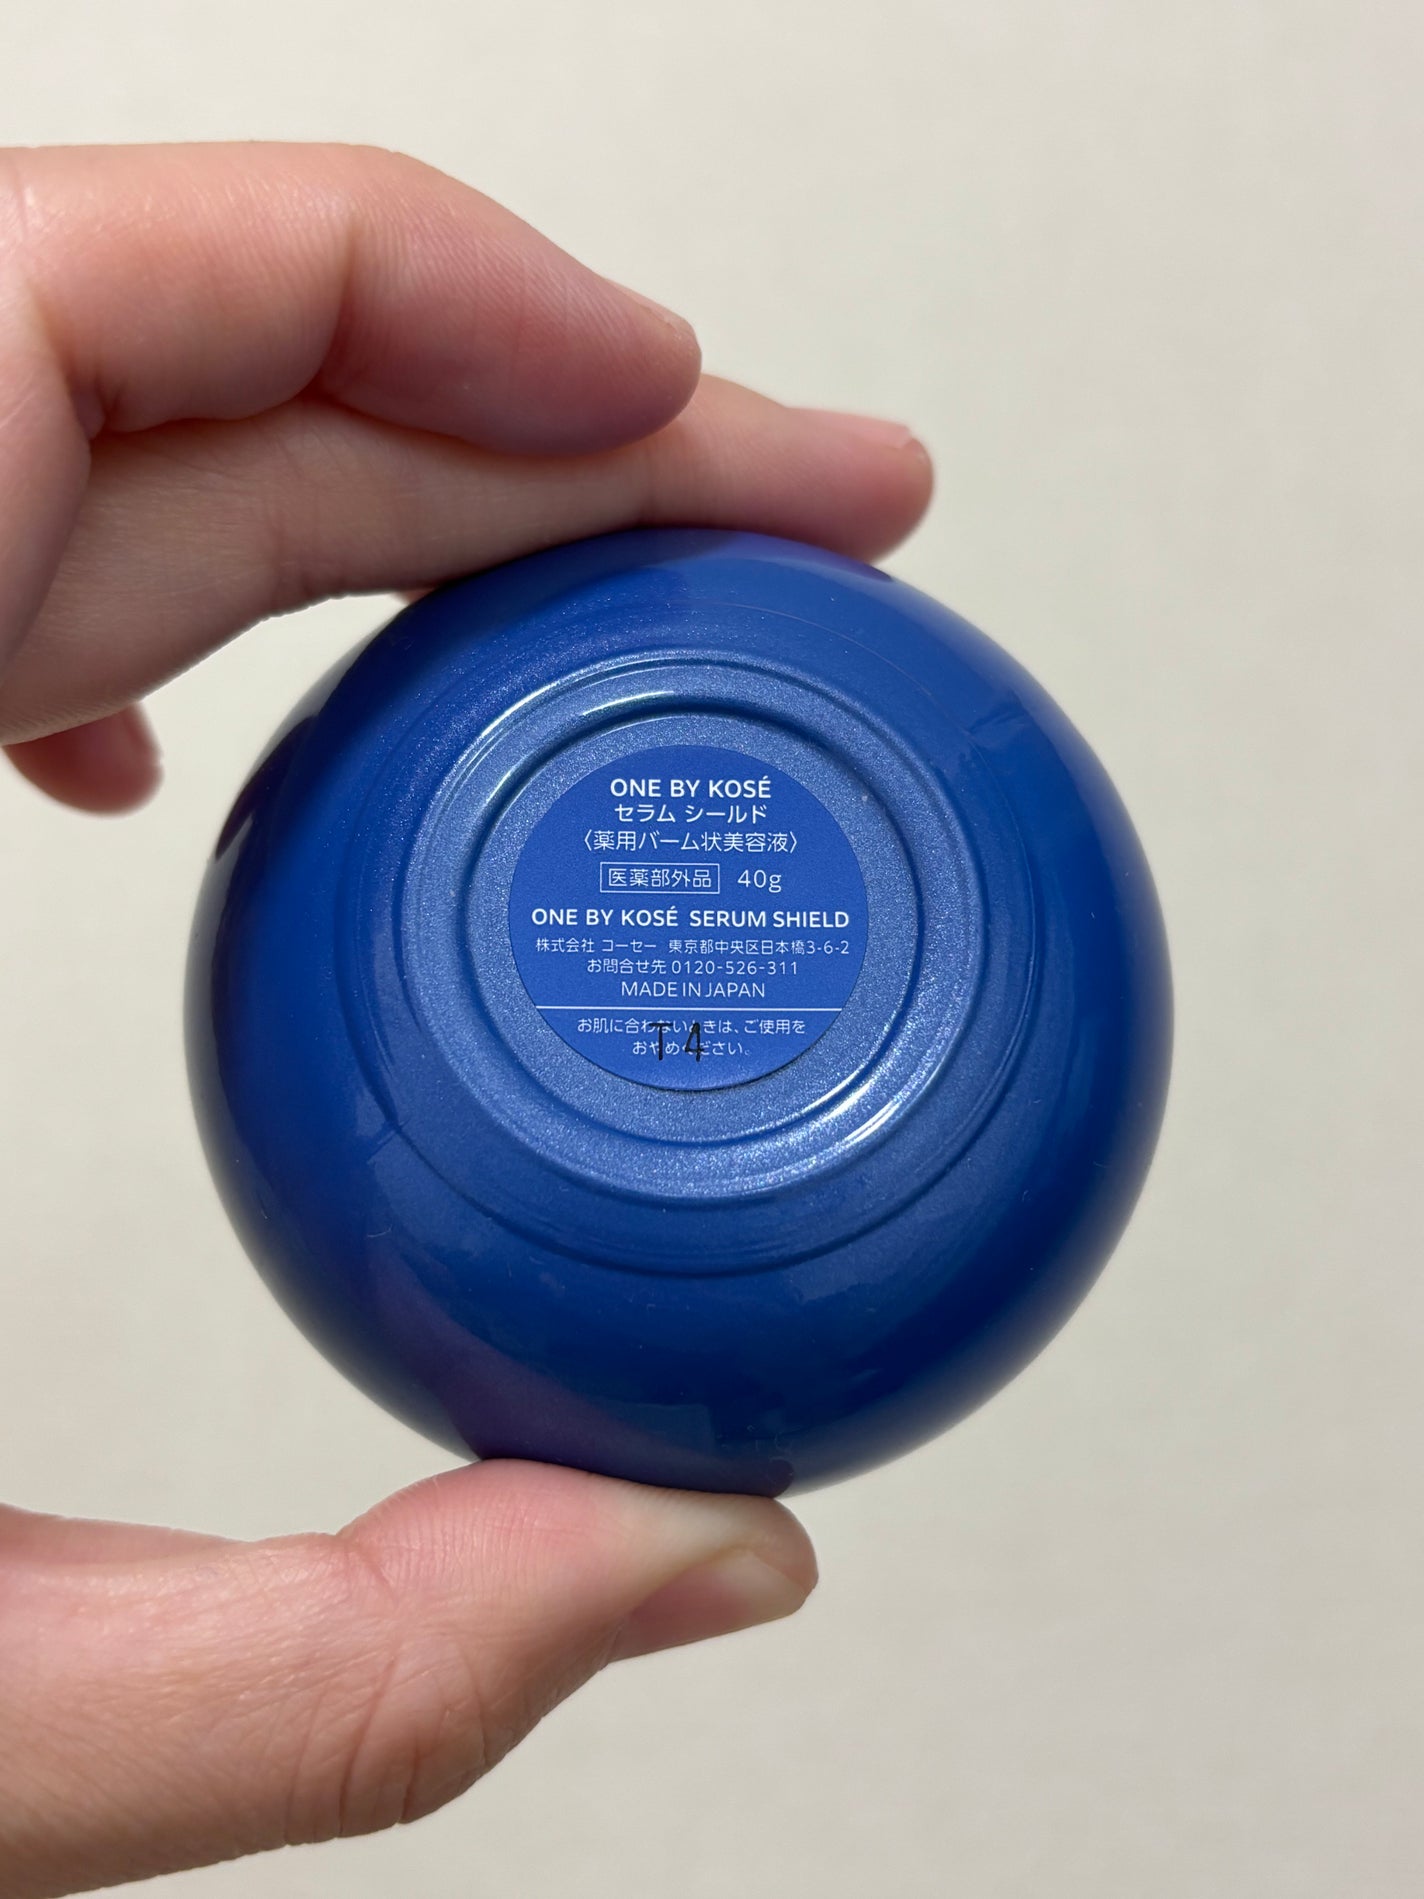 ONE BY KOSÉ
セラム シールド
〈薬用バーム状美容液〉
医薬部外品 40g
ONE BY KOSÉ SERUM SHIELD
株式会社 コーセー 東京都中央区日本橋3-6-2
お問合せ先 0120-526-311
MADE IN JAPAN
お肌に合わないときは、ご使用を
おやめください。
T4